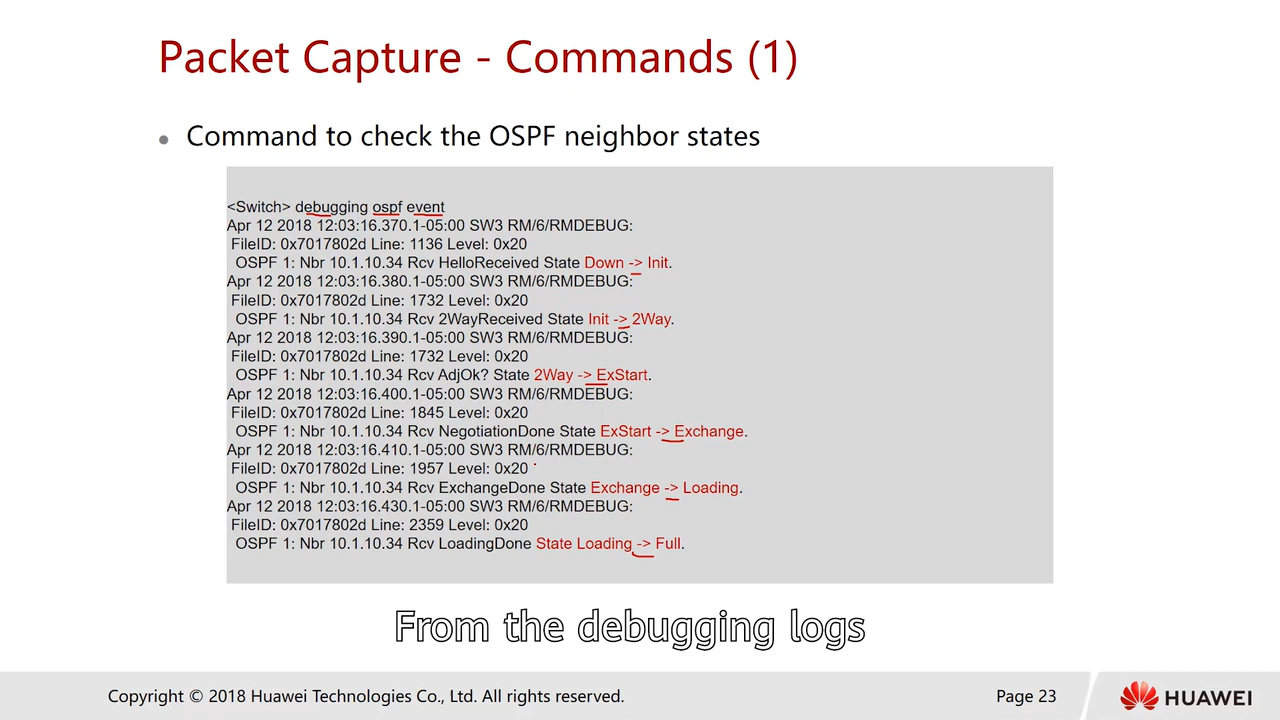 Packet Capture - Commands (1)
Command to check the OSPF neighbor states
<Switch> debugging ospf event
Apr 12 2018 12:03:16.370.1-05:00 SW3 RM/6/RMDEBUG:
FileID: 0x7017802d Line: 1136 Level: 0x20
OSPF 1: Nbr 10.1.10.34 Rcv HelloReceived State Down -> Init.
Apr 12 2018 12:03:16.380.1-05:00 SW3 RM/6/RMDEBUG:
FileID: 0x7017802d Line: 1732 Level: 0x20
OSPF 1: Nbr 10.1.10.34 Rcv 2WayReceived State Init -> 2Way.
Apr 12 2018 12:03:16.390.1-05:00 SW3 RM/6/RMDEBUG:
FileID: 0x7017802d Line: 1732 Level: 0x20
OSPF 1: Nbr 10.1.10.34 Rcv AdjOk? State 2Way -> ExStart.
Apr 12 2018 12:03:16.400.1-05:00 SW3 RM/6/RMDEBUG:
FileID: 0x7017802d Line: 1845 Level: 0x20
OSPF 1: Nbr 10.1.10.34 Rcv NegotiationDone State ExStart -> Exchange.
Apr 12 2018 12:03:16.410.1-05:00 SW3 RM/6/RMDEBUG:
FileID: 0x7017802d Line: 1957 Level: 0x20
OSPF 1: Nbr 10.1.10.34 Rcv ExchangeDone State Exchange -> Loading.
Apr 12 2018 12:03:16.430.1-05:00 SW3 RM/6/RMDEBUG:
FileID: 0x7017802d Line: 2359 Level: 0x20
OSPF 1: Nbr 10.1.10.34 Rcv LoadingDone State Loading -> Full.
From the debugging logs
Copyright © 2018 Huawei Technologies Co., Ltd. All rights reserved.
Page 23
HUAWEI